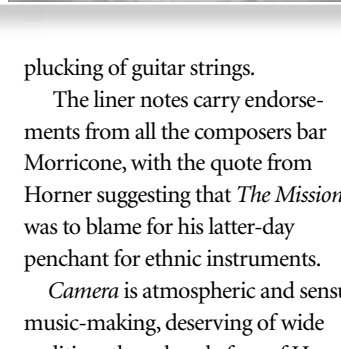 plucking of guitar strings.
The liner notes carry endorse-
ments from all the composers bar
Morricone, with the quote from
Horner suggesting that The Mission
was to blame for his latter-day
penchant for ethnic instruments.
Camera is atmospheric and
music-making, deserving of wide